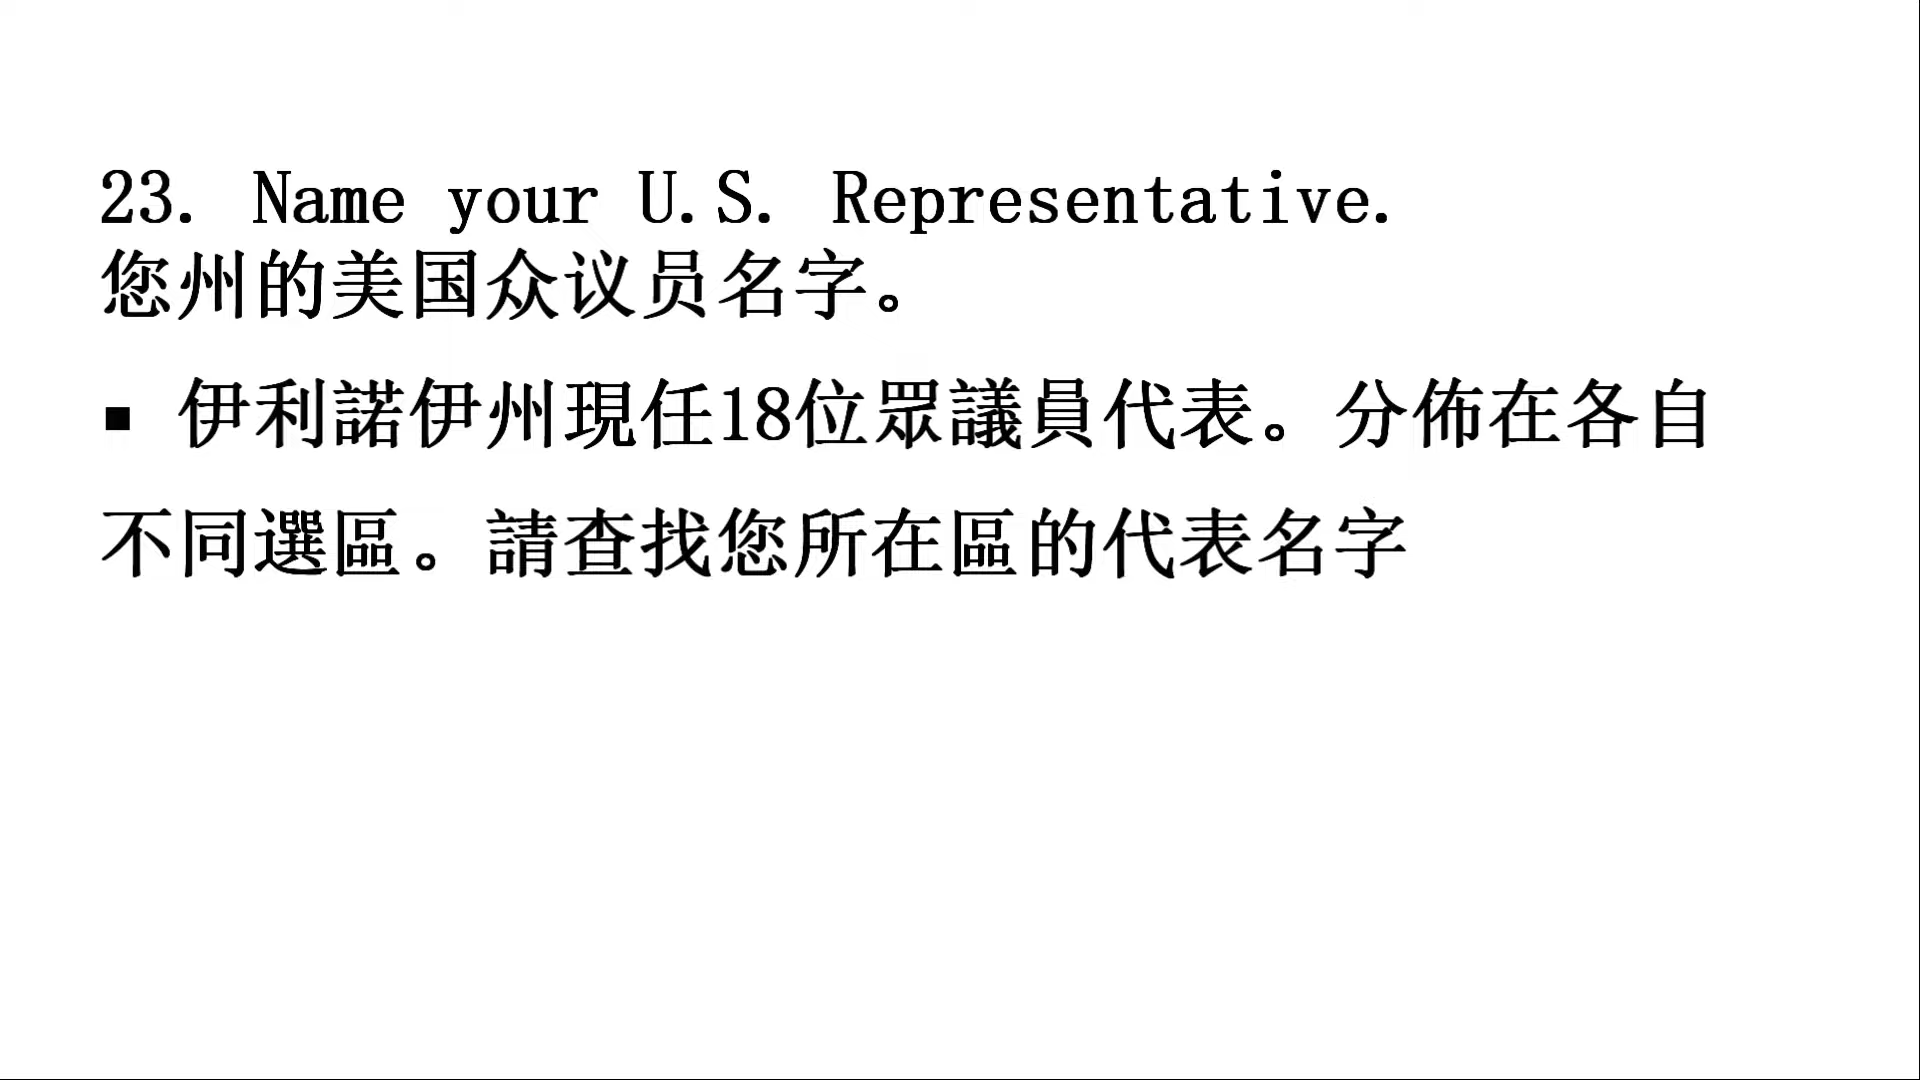 23. Name your U.S. Representative.
您州的美国众议员名字。
▪ 伊利諾伊州現任18位眾議員代表。分佈在各自
不同選區。請查找您所在區的代表名字